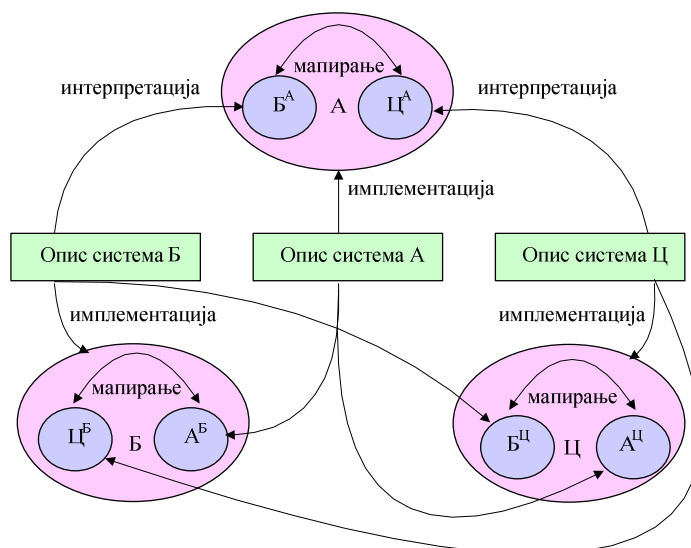 мапирање
интерпретација
интерпретација
Б^А А Ц^А
имплементација
Опис система Б
Опис система А
Опис система Ц
имплементација
имплементација
мапирање
мапирање
Ц^Б Б А^Б
Б^Ц Ц А^Ц